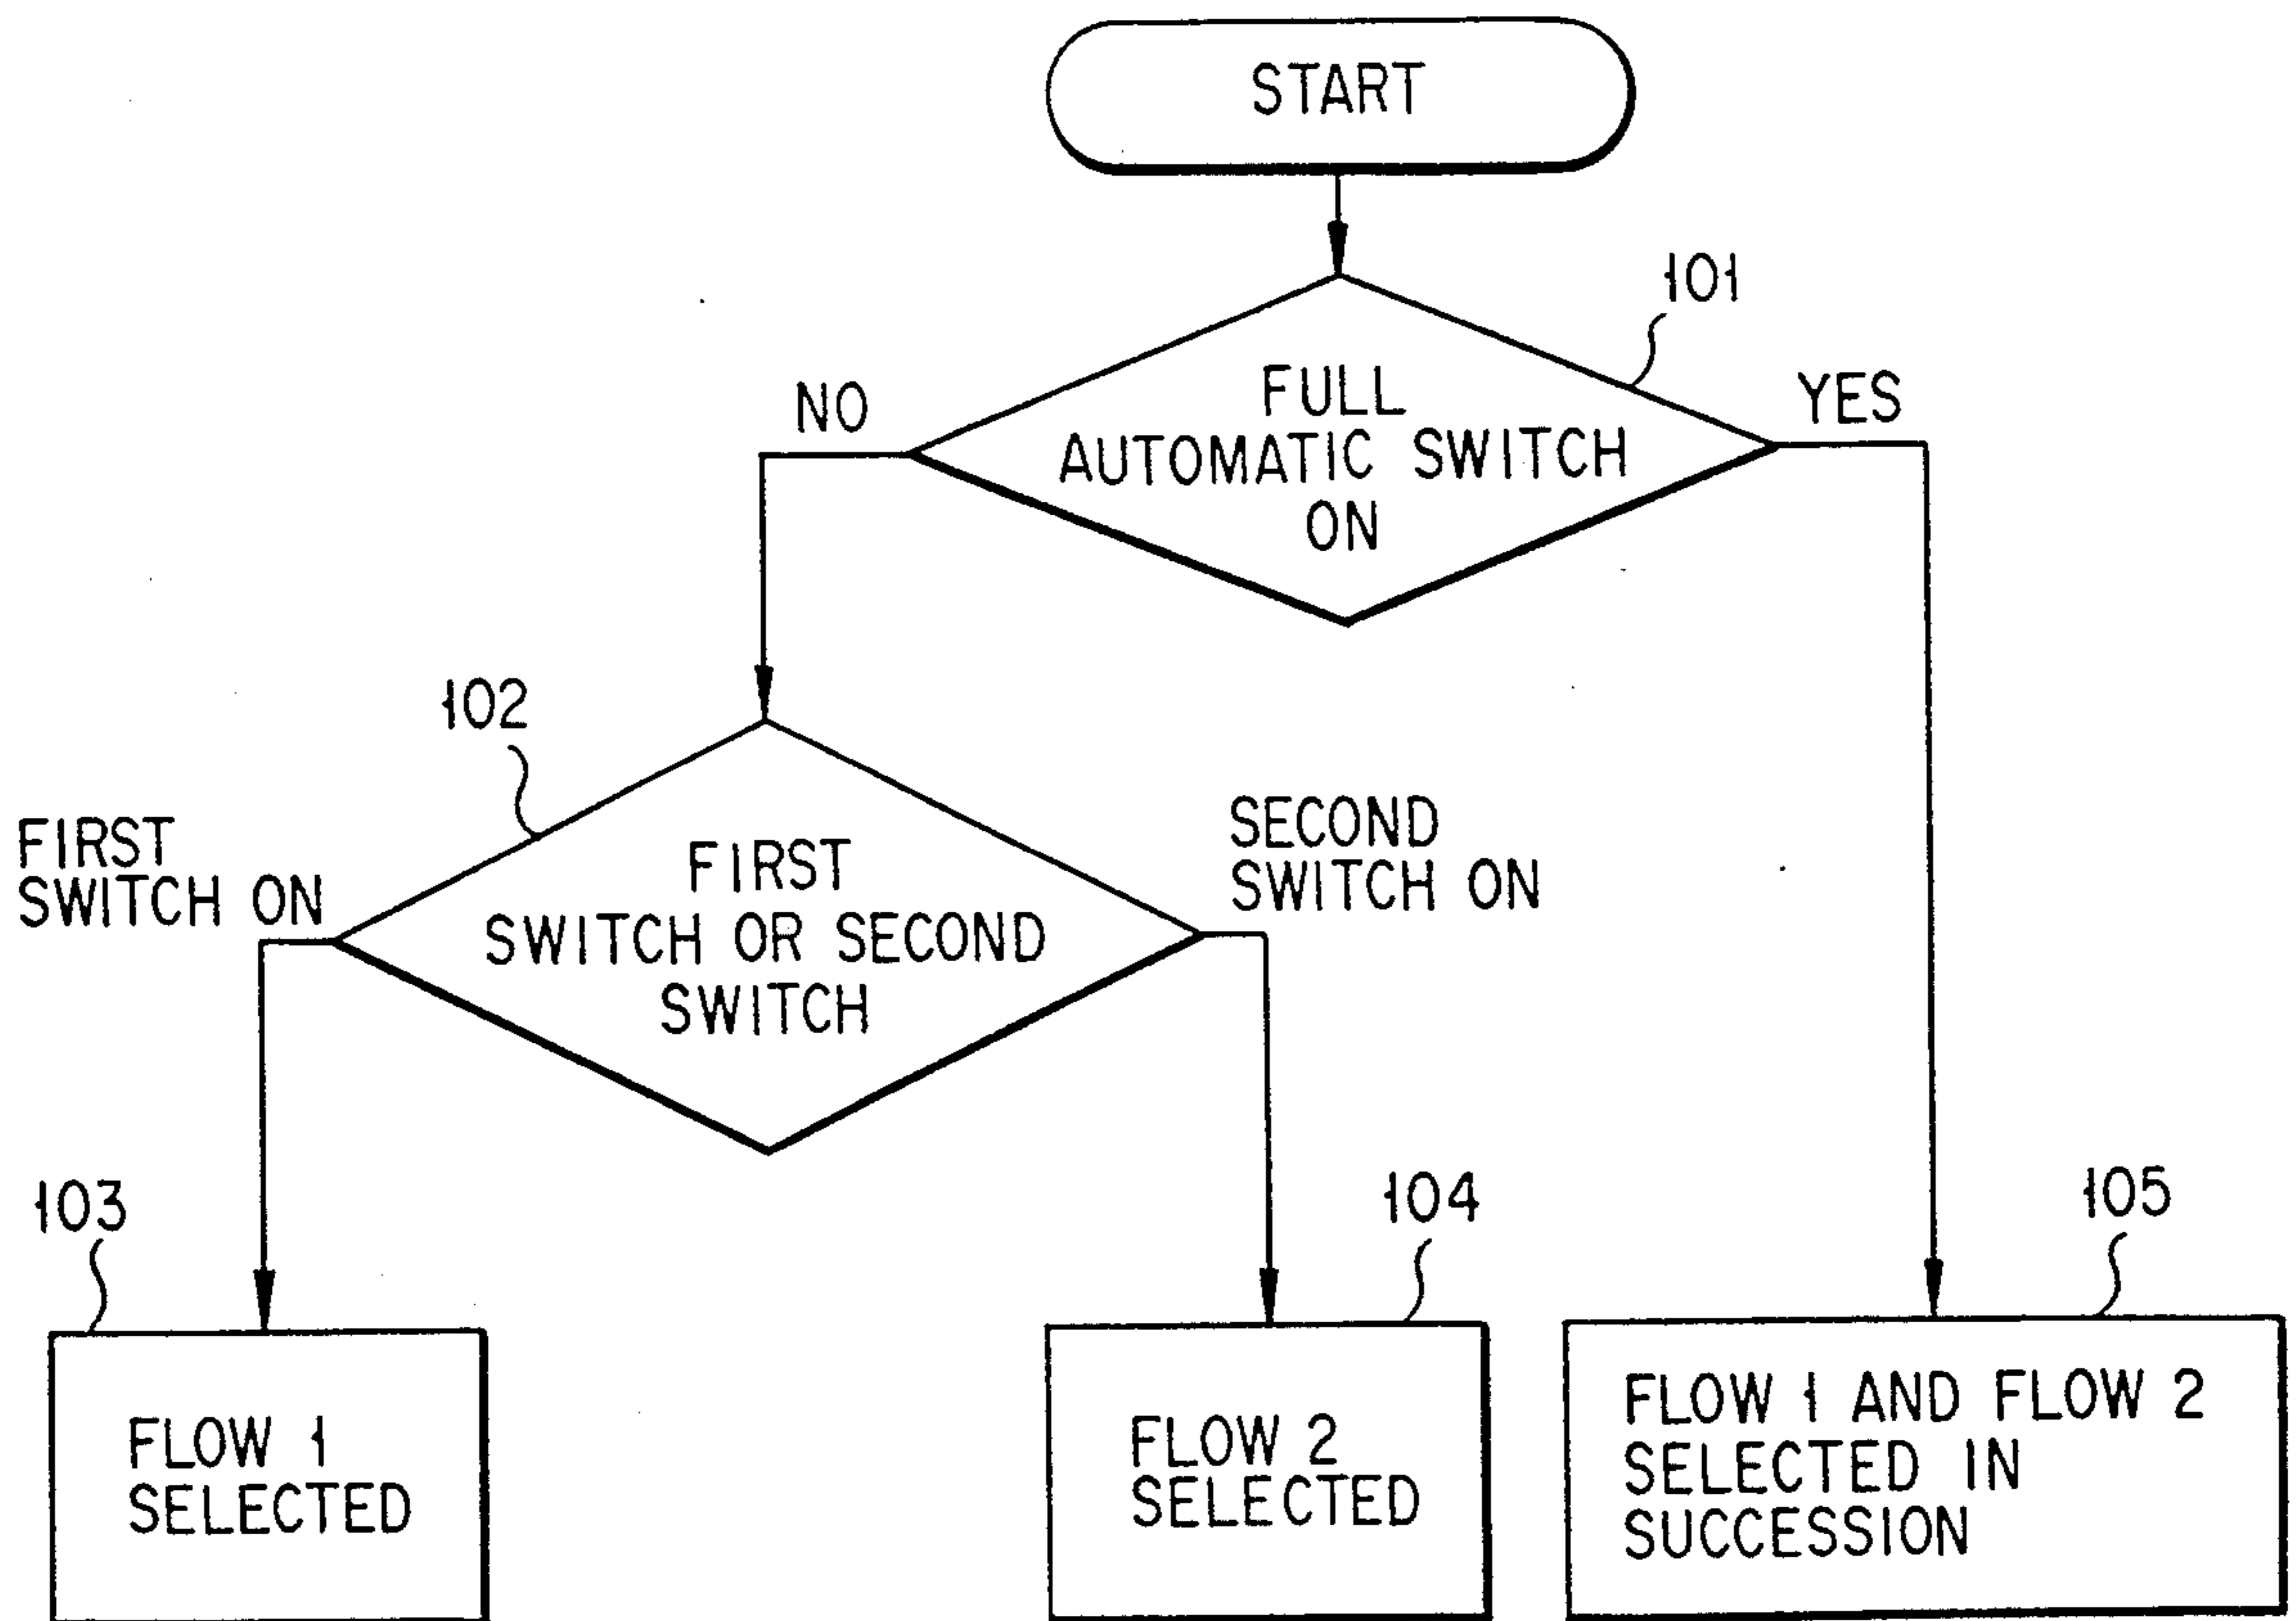 START
101
NO
FULL
AUTOMATIC SWITCH
ON
YES
102
FIRST
SWITCH ON
FIRST
SWITCH OR SECOND
SWITCH
SECOND
SWITCH ON
103
104
105
FLOW 1
SELECTED
FLOW 2
SELECTED
FLOW 1 AND FLOW 2
SELECTED IN
SUCCESSION